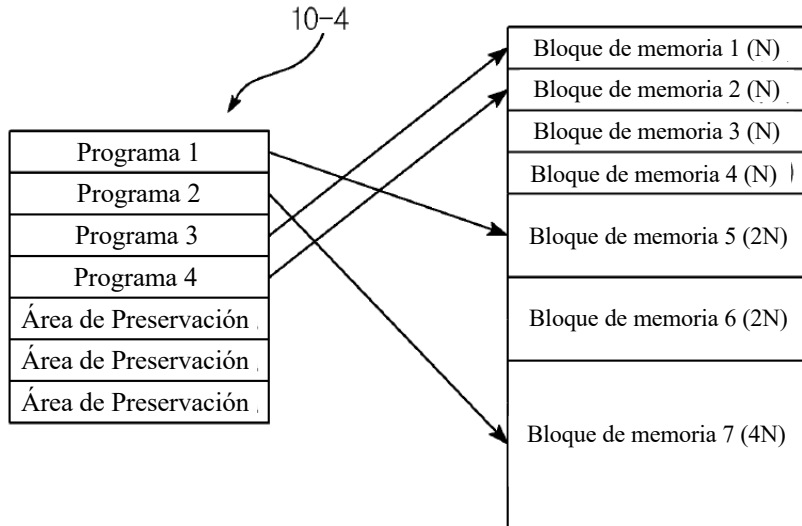 10-4
Programa 1
Programa 2
Programa 3
Programa 4
Área de Preservación
Área de Preservación
Área de Preservación
Bloque de memoria 1 (N)
Bloque de memoria 2 (N)
Bloque de memoria 3 (N)
Bloque de memoria 4 (N)
Bloque de memoria 5 (2N)
Bloque de memoria 6 (2N)
Bloque de memoria 7 (4N)